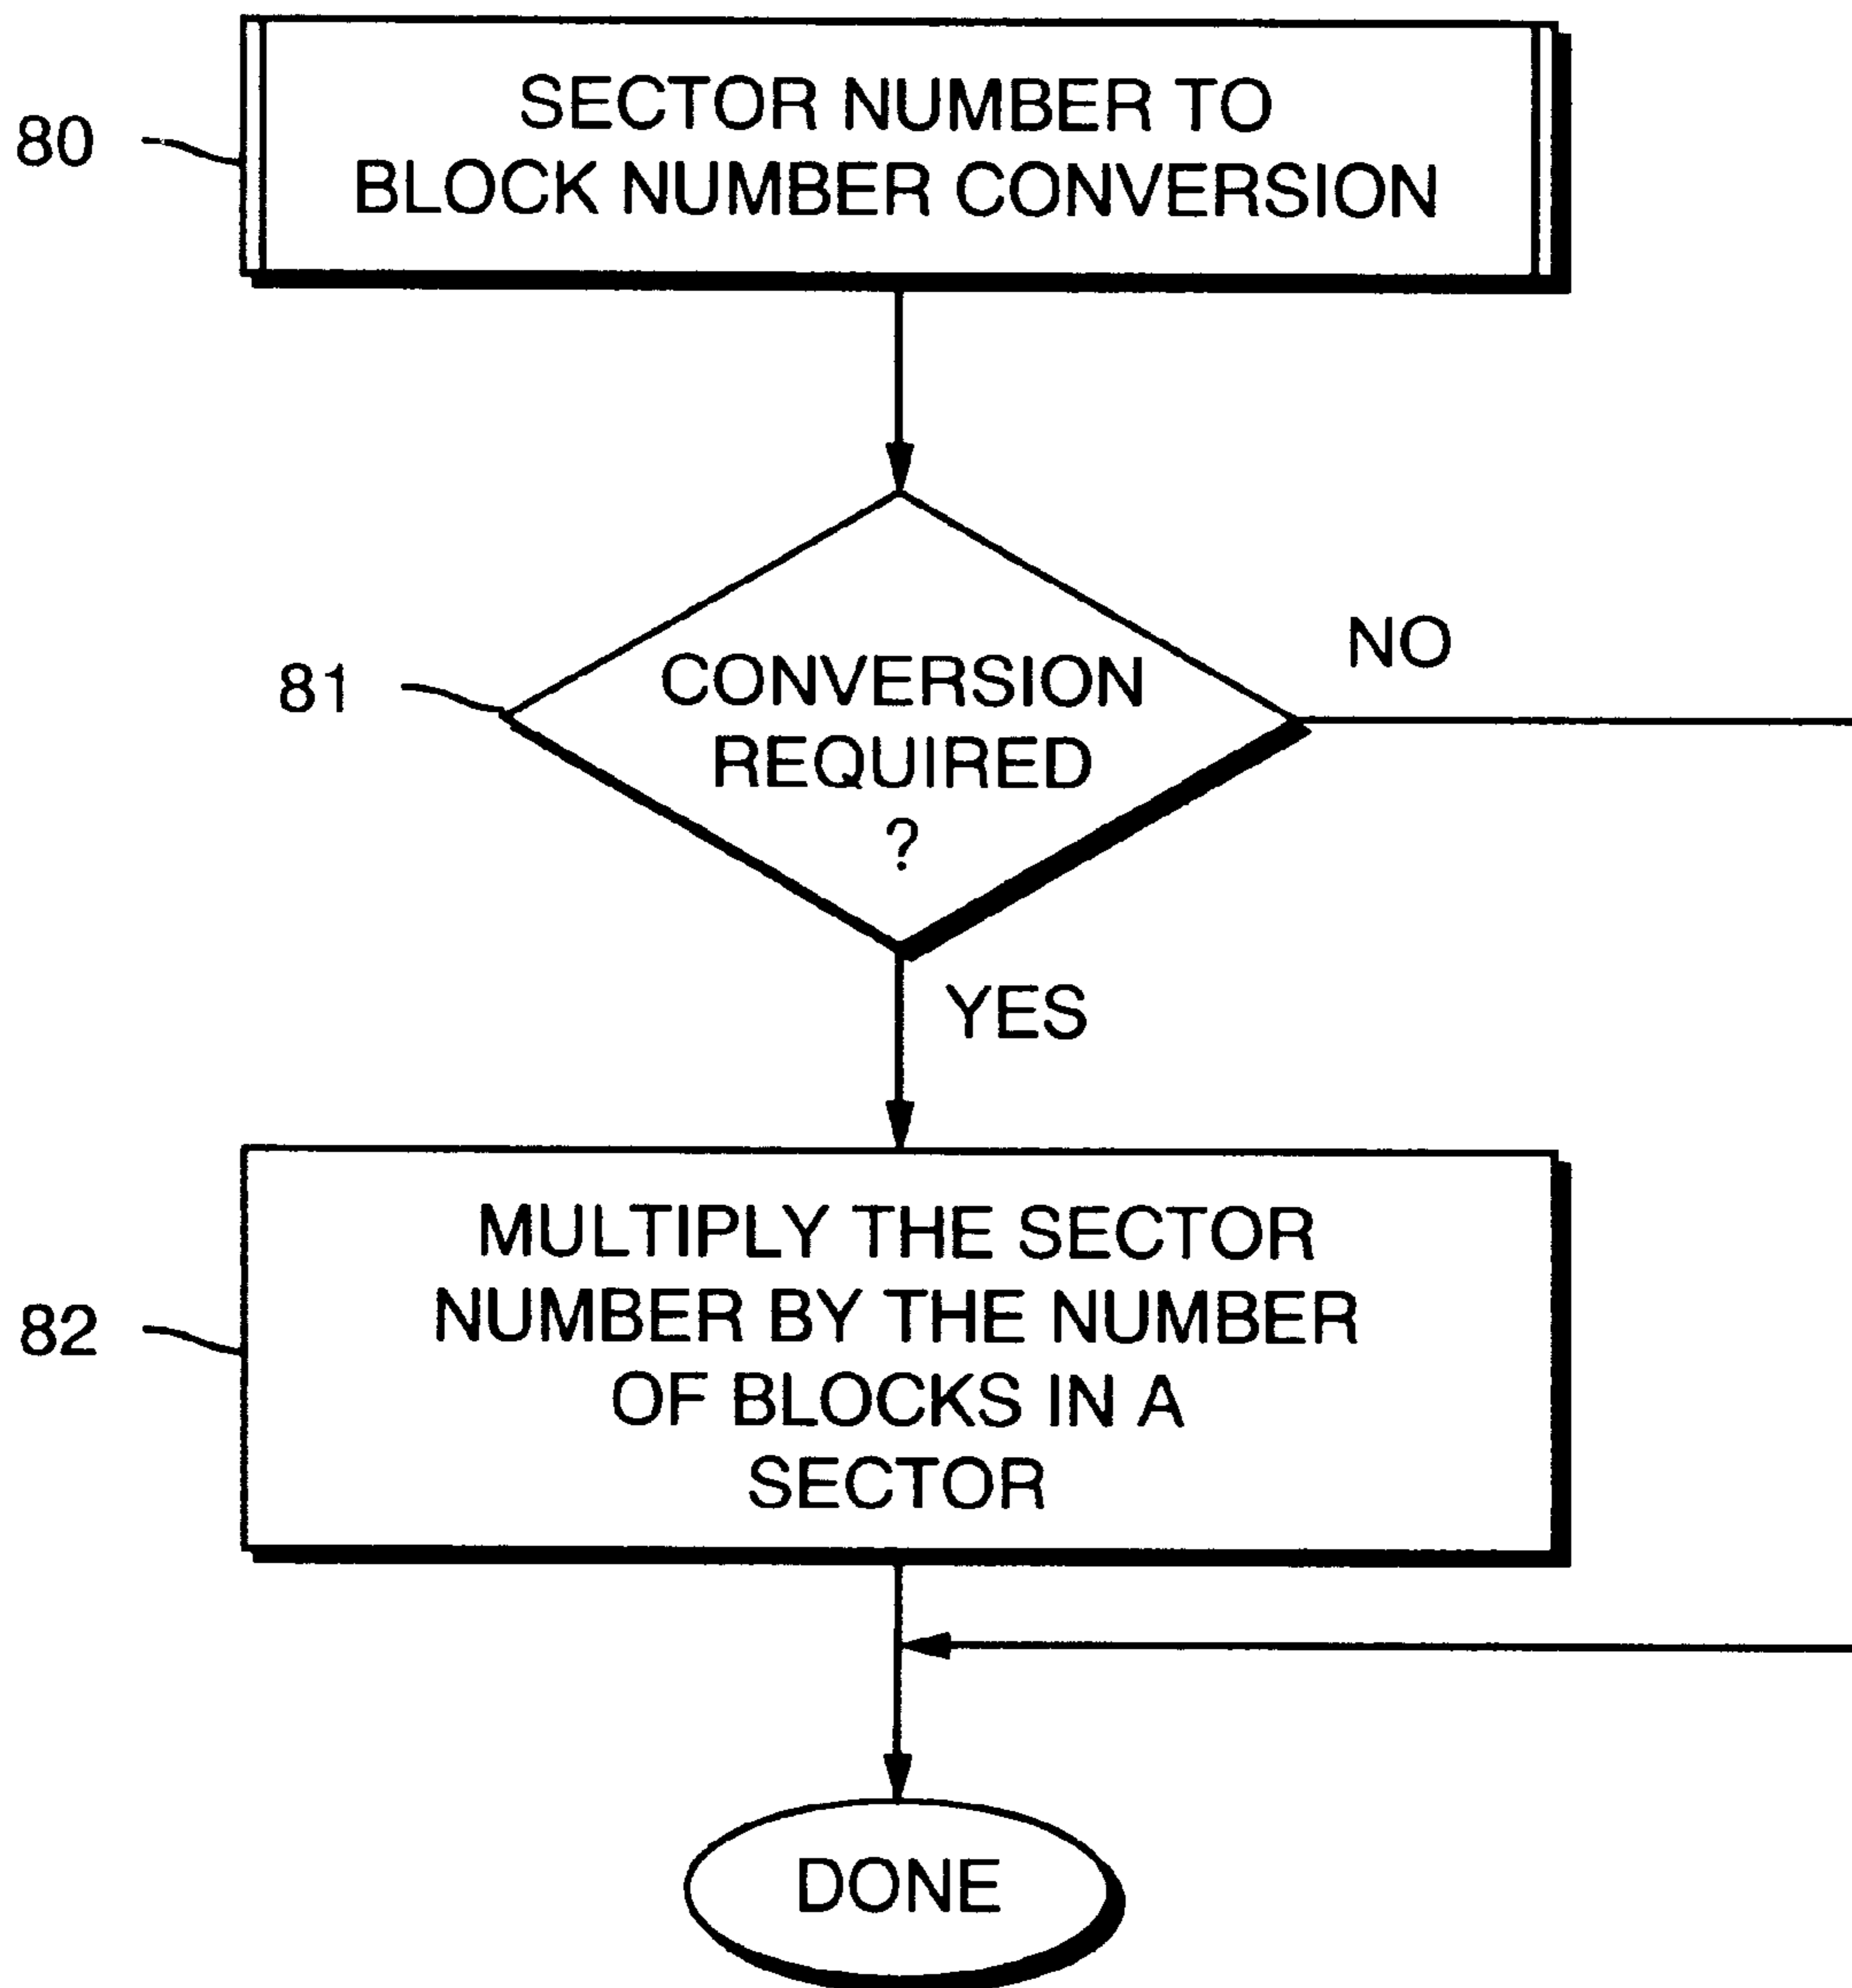 80
SECTOR NUMBER TO
BLOCK NUMBER CONVERSION
81
CONVERSION
REQUIRED
?
NO
YES
82
MULTIPLY THE SECTOR
NUMBER BY THE NUMBER
OF BLOCKS IN A
SECTOR
DONE